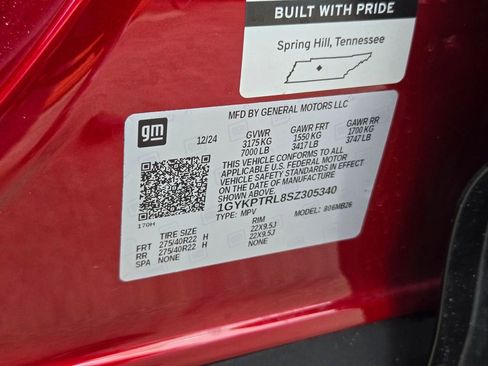 BUILT WITH PRIDE
Spring Hill, Tennessee
MFD BY GENERAL MOTORS LLC
gm
12/24 GVWR GAWR FRT GAWR RR
3175 KG 1550 KG 1700 KG
7000 LB 3417 LB 3747 LB
THIS VEHICLE CONFORMS TO ALL
APPLICABLE U.S. FEDERAL MOTOR
VEHICLE SAFETY STANDARDS IN EFFECT
ON THE DATE OF MANUFACTURE SHOWN ABOVE.
1GYKPTRL8SZ305340
TYPE: MPV MODEL: 6MB26
170H
TIRE SIZE RIM
FRT 275/40R22 H 22X9.5J
RR 275/40R22 H 22X9.5J
SPA NONE NONE